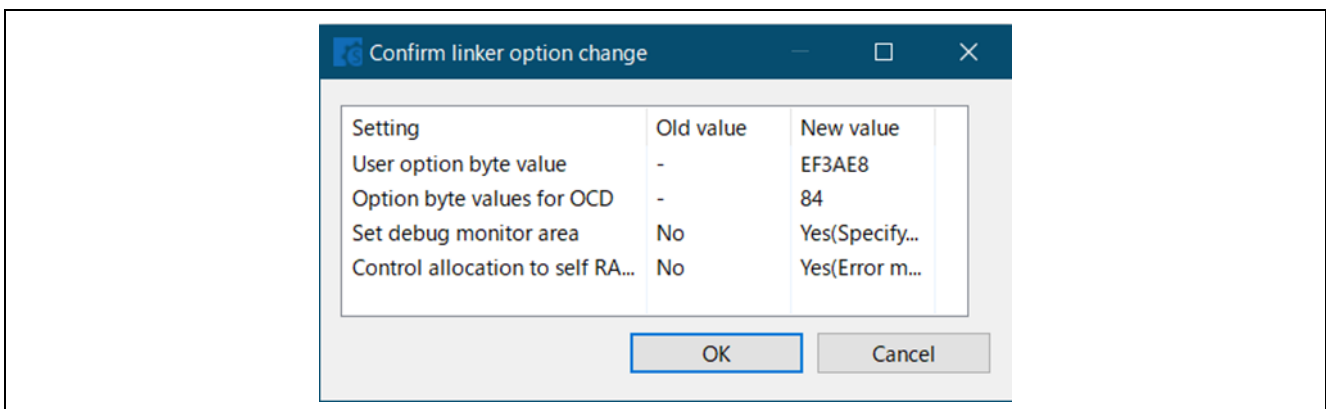 Confirm linker option change
Setting Old value New value
User option byte value - EF3AE8
Option byte values for OCD - 84
Set debug monitor area No Yes(Specify...
Control allocation to self RA... No Yes(Error m...
OK Cancel